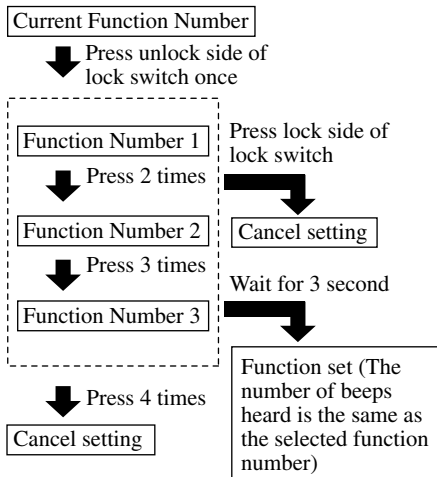 Current Function Number
Press unlock side of
lock switch once
Function Number 1
Press lock side of
lock switch
Press 2 times
Function Number 2
Cancel setting
Press 3 times
Wait for 3 second
Function Number 3
Function set (The
number of beeps
heard is the same as
the selected function
number)
Press 4 times
Cancel setting